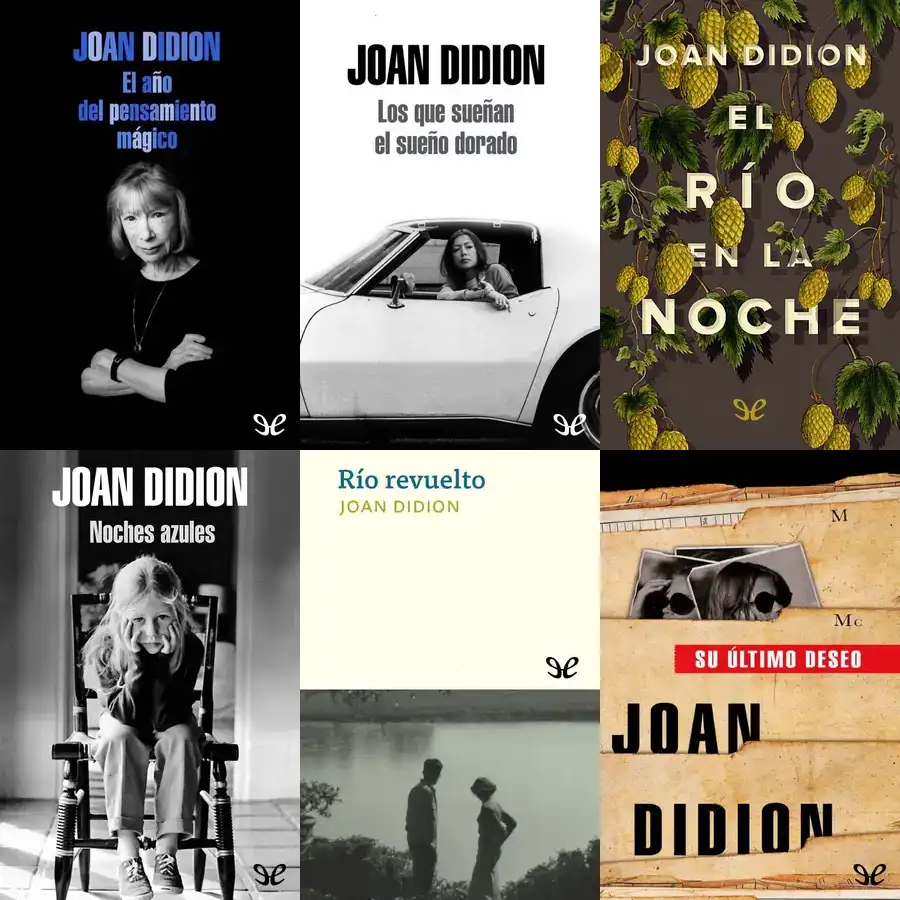 JOAN DIDION
El año
del pensamiento
mágico
JOAN DIDION
Los que sueñan
el sueño dorado
JOAN DIDION
EL
RÍO
EN LA
NOCHE
JOAN DIDION
Noches azules
Río revuelto
JOAN DIDION
M
Mc
SU ÚLTIMO DESEO
JOAN
DIDION